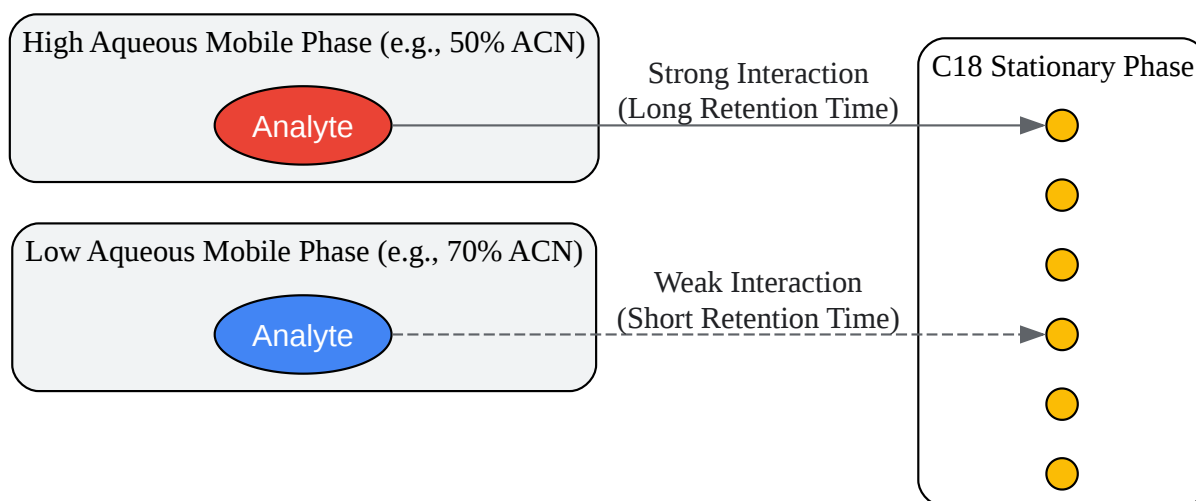 High Aqueous Mobile Phase (e.g., 50% ACN)
Analyte
Strong Interaction
(Long Retention Time)
C18 Stationary Phase
Low Aqueous Mobile Phase (e.g., 70% ACN)
Analyte
Weak Interaction
(Short Retention Time)